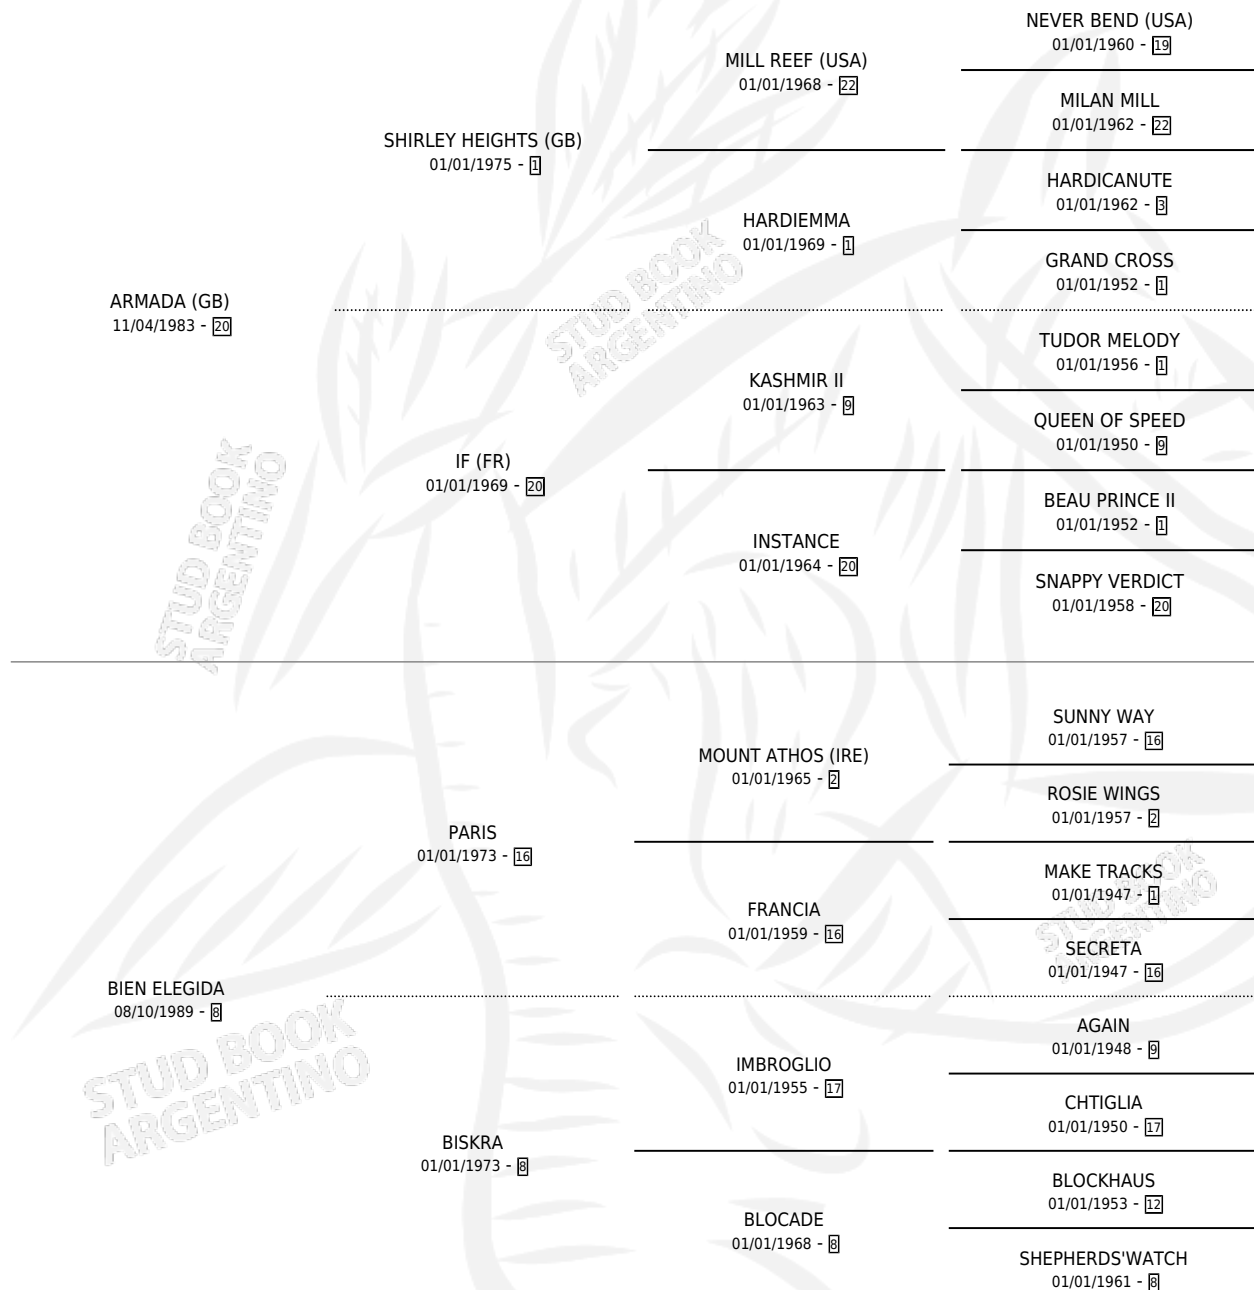 NEVER BEND (USA)
01/01/1960 - 19
MILL REEF (USA)
01/01/1968 - 22
MILAN MILL
01/01/1962 - 22
SHIRLEY HEIGHTS (GB)
01/01/1975 - 1
HARDICANUTE
01/01/1962 - 3
HARDIEMMA
01/01/1969 - 1
GRAND CROSS
01/01/1952 - 1
ARMADA (GB)
11/04/1983 - 20
STUD BOOK
ARGENTINO
TUDOR MELODY
01/01/1956 - 1
KASHMIR II
01/01/1963 - 9
QUEEN OF SPEED
01/01/1950 - 9
IF (FR)
01/01/1969 - 20
BEAU PRINCE II
01/01/1952 - 1
INSTANCE
01/01/1964 - 20
SNAPPY VERDICT
01/01/1958 - 20
STUD BOOK
ARGENTINO
SUNNY WAY
01/01/1957 - 16
MOUNT ATHOS (IRE)
01/01/1965 - 2
ROSIE WINGS
01/01/1957 - 2
PARIS
01/01/1973 - 16
MAKE TRACKS
01/01/1947 - 1
FRANCIA
01/01/1959 - 16
SECRETA
01/01/1947 - 16
STUD BOOK
ARGENTINO
BIEN ELEGIDA
08/10/1989 - 8
AGAIN
01/01/1948 - 9
IMBROGLIO
01/01/1955 - 17
CHTIGLIA
01/01/1950 - 17
STUD BOOK
ARGENTINO
BISKRA
01/01/1973 - 8
BLOCKHAUS
01/01/1953 - 12
BLOCADE
01/01/1968 - 8
SHEPHERDS'WATCH
01/01/1961 - 8